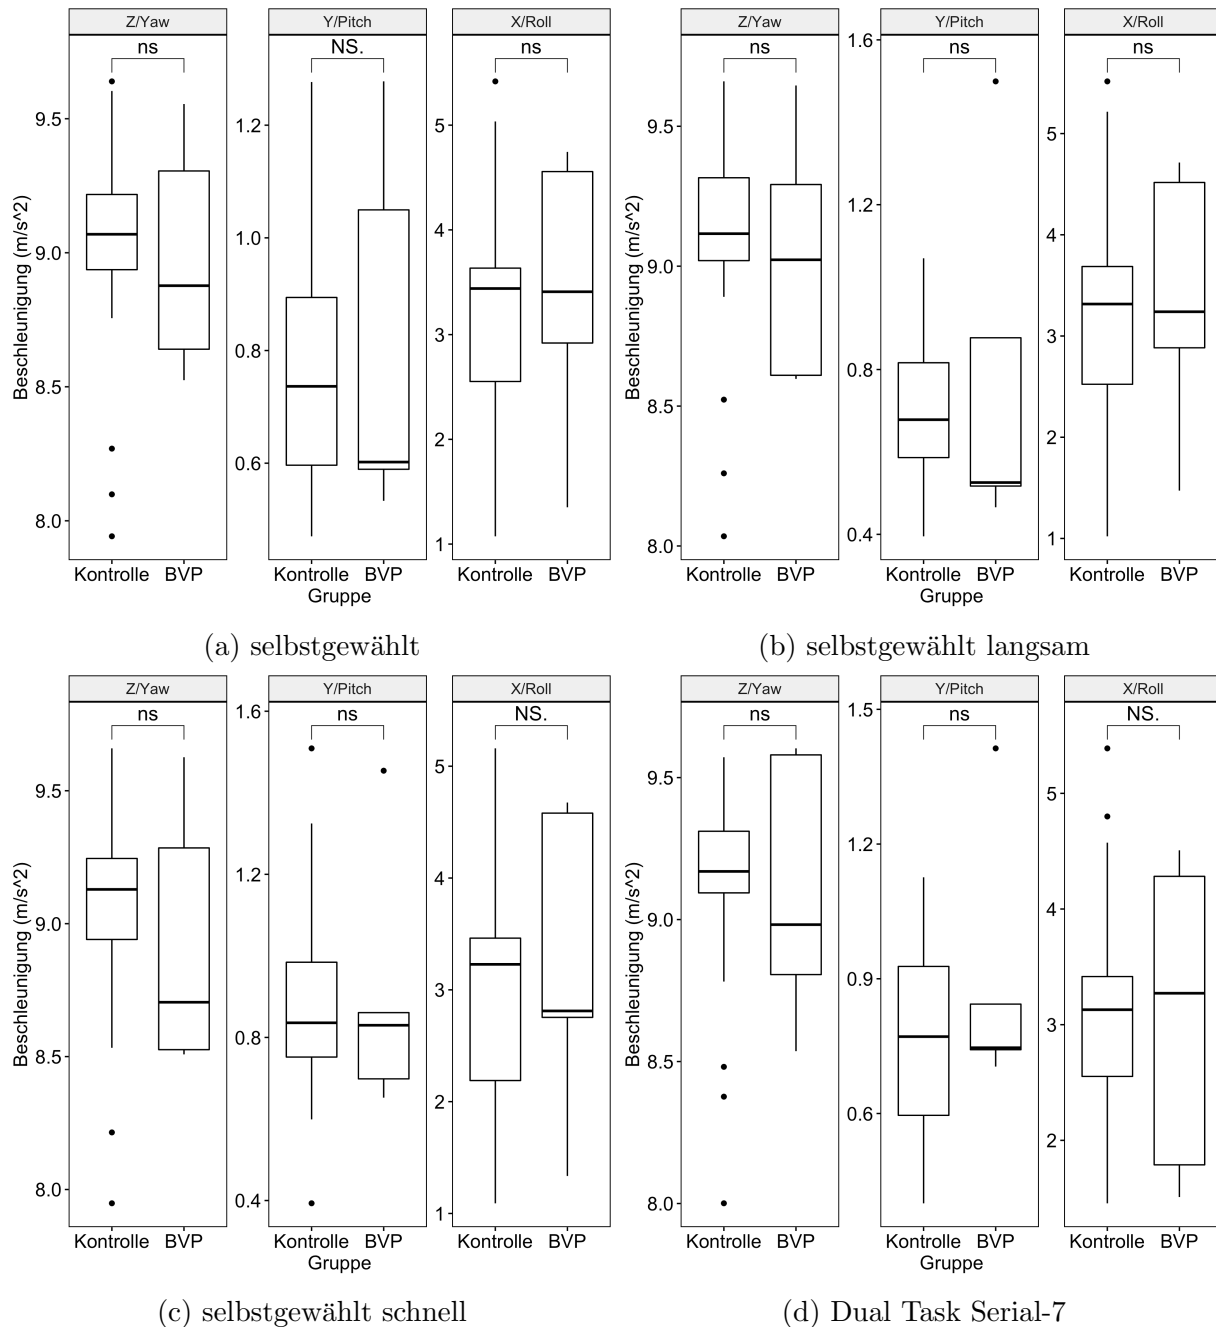 Z/Yaw Y/Pitch X/Roll
ns NS. ns
Beschleunigung (m/s^2)
9.5
9.0
8.5
8.0
1.2
1.0
0.8
0.6
5
4
3
2
1
Kontrolle BVP Kontrolle BVP Kontrolle BVP
Gruppe
(a) selbstgewählt
Z/Yaw Y/Pitch X/Roll
ns ns ns
Beschleunigung (m/s^2)
9.5
9.0
8.5
8.0
1.6
1.2
0.8
0.4
5
4
3
2
1
Kontrolle BVP Kontrolle BVP Kontrolle BVP
Gruppe
(b) selbstgewählt langsam
Z/Yaw Y/Pitch X/Roll
ns ns NS.
Beschleunigung (m/s^2)
9.5
9.0
8.5
8.0
1.6
1.2
0.8
0.4
5
4
3
2
1
Kontrolle BVP Kontrolle BVP Kontrolle BVP
Gruppe
(c) selbstgewählt schnell
Z/Yaw Y/Pitch X/Roll
ns ns NS.
Beschleunigung (m/s^2)
9.5
9.0
8.5
8.0
1.5
1.2
0.9
0.6
5
4
3
2
Kontrolle BVP Kontrolle BVP Kontrolle BVP
Gruppe
(d) Dual Task Serial-7